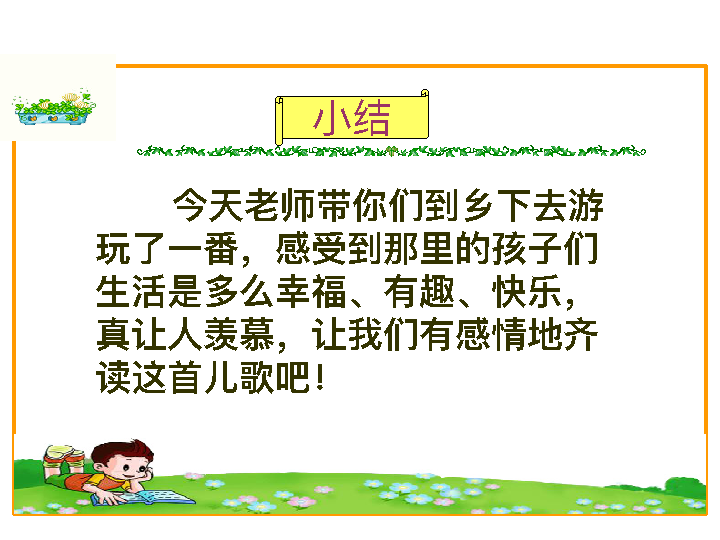 小结
今天老师带你们到乡下去游
玩了一番，感受到那里的孩子们
生活是多么幸福、有趣、快乐，
真让人羡慕，让我们有感情地齐
读这首儿歌吧！